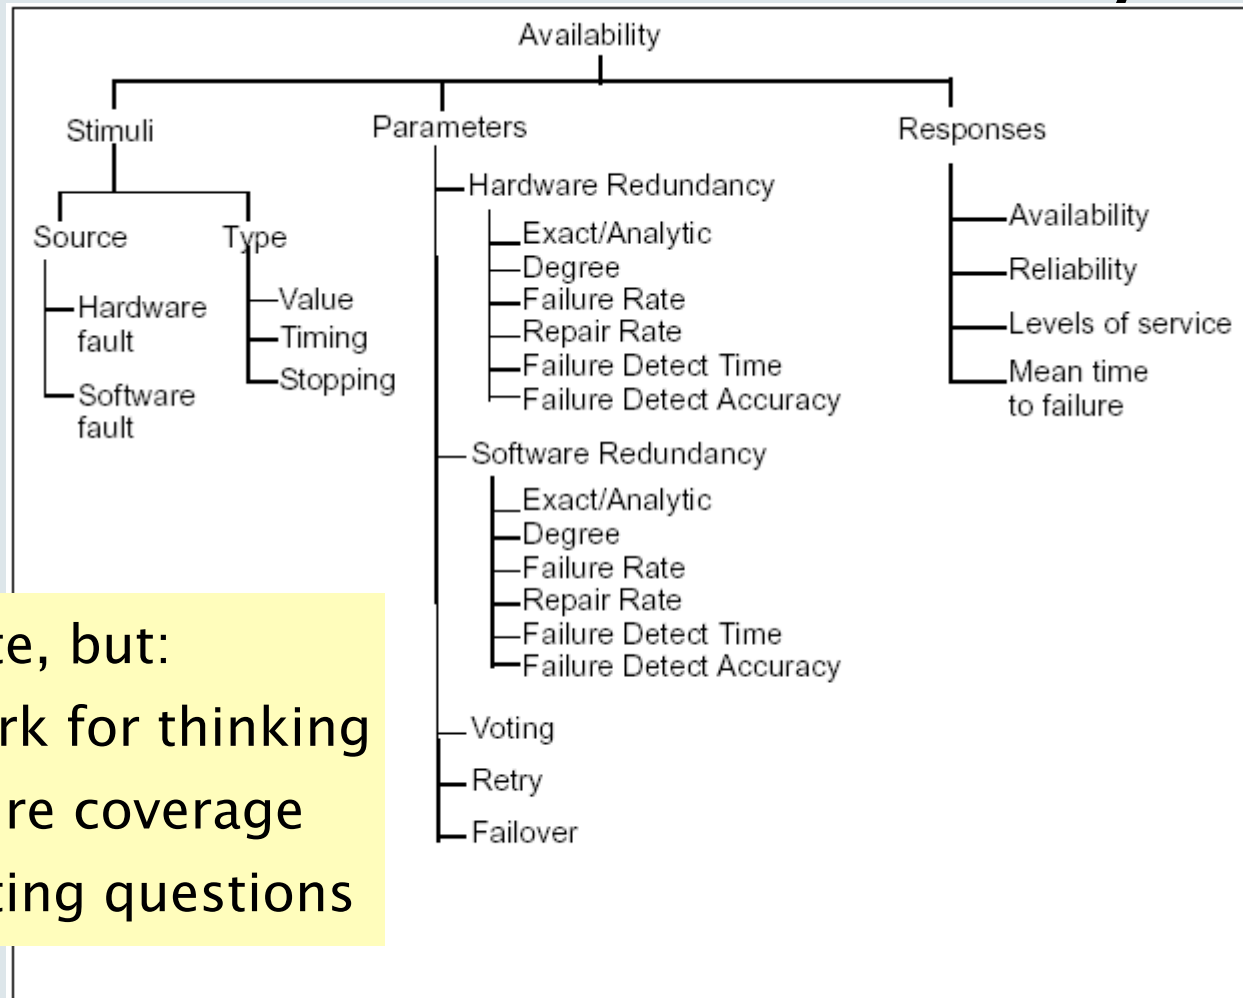 Availability
Stimuli
Source
Hardware
fault
Software
fault
Type
Value
Timing
Stopping
Parameters
Hardware Redundancy
Exact/Analytic
Degree
Failure Rate
Repair Rate
Failure Detect Time
Failure Detect Accuracy
Software Redundancy
Exact/Analytic
Degree
Failure Rate
Repair Rate
Failure Detect Time
Failure Detect Accuracy
Voting
Retry
Failover
Responses
Availability
Reliability
Levels of service
Mean time
to failure
but:
for thinking
coverage
questions